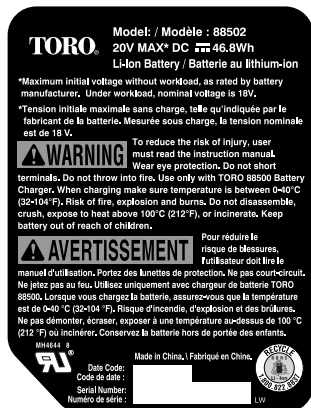 TORO®
Model: / Modèle : 88502
20V MAX* DC 46.8Wh
Li-Ion Battery / Batterie au lithium-ion
*Maximum initial voltage without workload, as rated by battery
manufacturer. Under workload, nominal voltage is 18V.
*Tension initiale maximale sans charge, telle qu'indiquée par le
fabricant de la batterie. Mesurée sous charge, la tension nominale
est de 18 V.
WARNING
To reduce the risk of injury, user
must read the instruction manual.
Wear eye protection. Do not short
terminals. Do not throw into fire. Use only with TORO 88500 Battery
Charger. When charging make sure temperature is between 0-40°C
(32-104°F). Risk of fire, explosion and burns. Do not disassemble,
crush, expose to heat above 100°C (212°F), or incinerate. Keep
battery out of reach of children.
AVERTISSEMENT
Pour réduire le
risque de blessures,
l'utilisateur doit lire le
manuel d'utilisation. Portez des lunettes de protection. Ne pas court-circuit.
Ne jetez pas au feu. Utilisez uniquement avec chargeur de batterie TORO
88500. Lorsque vous chargez la batterie, assurez-vous que la température
est de 0-40 °C (32-104 °F). Risque d'incendie, d'explosion et des brûlures.
Ne pas démonter, écraser, exposer à une température au-dessus de 100 °C
(212 °F) où incinérer. Conservez la batterie hors de portée des enfants.
MH4644 8
Made in China. \ Fabriqué en Chine.
Date Code:
Code de date :
Serial Number:
Numéro de série :
LW
RECYCLE
1.800.822.8837